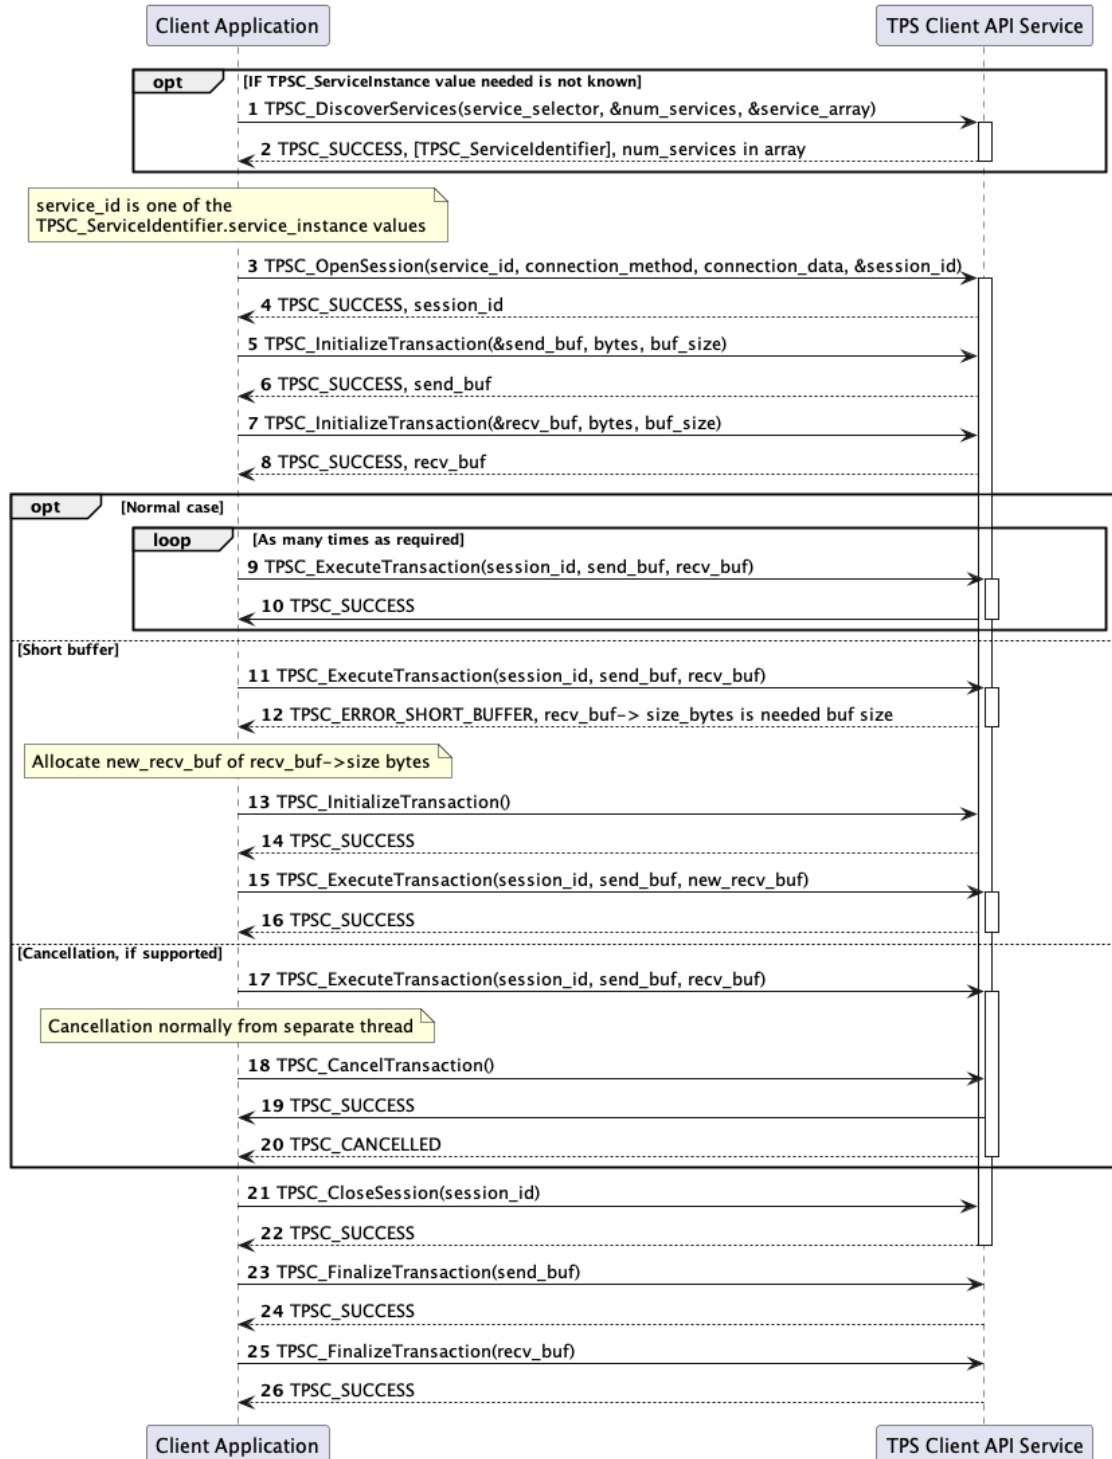 Client Application
TPS Client API Service
opt
[IF TPSC_ServiceInstance value needed is not known]
1 TPSC_DiscoverServices(service_selector, &num_services, &service_array)
2 TPSC_SUCCESS, [TPSC_ServiceIdentifier], num_services in array
service_id is one of the
TPSC_ServiceIdentifier.service_instance values
3 TPSC_OpenSession(service_id, connection_method, connection_data, &session_id)
4 TPSC_SUCCESS, session_id
5 TPSC_InitializeTransaction(&send_buf, bytes, buf_size)
6 TPSC_SUCCESS, send_buf
7 TPSC_InitializeTransaction(&recv_buf, bytes, buf_size)
8 TPSC_SUCCESS, recv_buf
opt
[Normal case]
loop
[As many times as required]
9 TPSC_ExecuteTransaction(session_id, send_buf, recv_buf)
10 TPSC_SUCCESS
[Short buffer]
11 TPSC_ExecuteTransaction(session_id, send_buf, recv_buf)
12 TPSC_ERROR_SHORT_BUFFER, recv_buf-> size_bytes is needed buf size
Allocate new_recv_buf of recv_buf->size bytes
13 TPSC_InitializeTransaction()
14 TPSC_SUCCESS
15 TPSC_ExecuteTransaction(session_id, send_buf, new_recv_buf)
16 TPSC_SUCCESS
[Cancellation, if supported]
17 TPSC_ExecuteTransaction(session_id, send_buf, recv_buf)
Cancellation normally from separate thread
18 TPSC_CancelTransaction()
19 TPSC_SUCCESS
20 TPSC_CANCELLED
21 TPSC_CloseSession(session_id)
22 TPSC_SUCCESS
23 TPSC_FinalizeTransaction(send_buf)
24 TPSC_SUCCESS
25 TPSC_FinalizeTransaction(recv_buf)
26 TPSC_SUCCESS
Client Application
TPS Client API Service